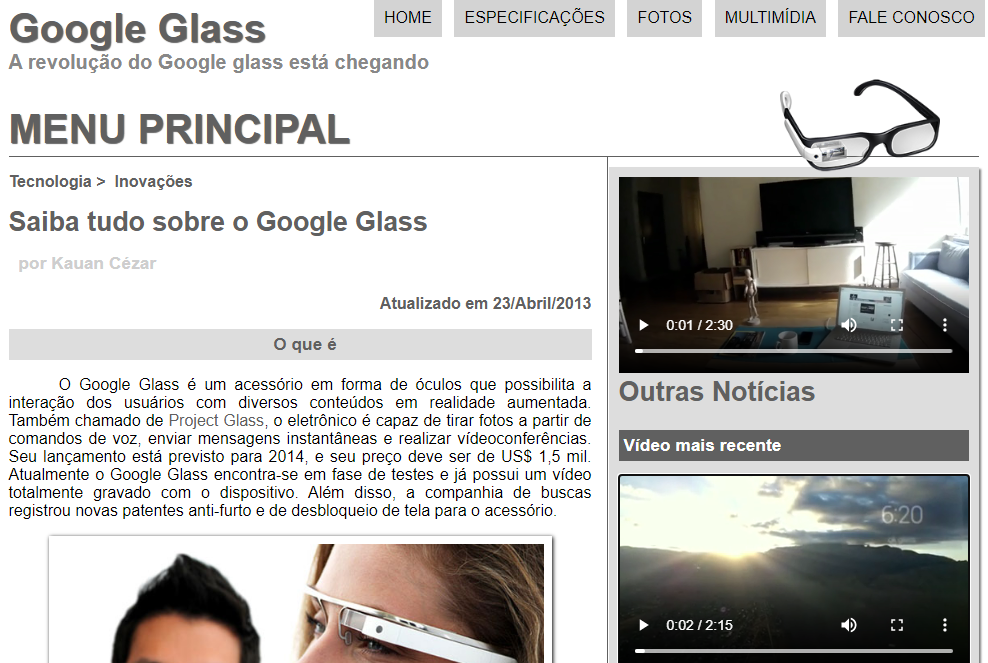 Google Glass
A revolução do Google glass está chegando
HOME
ESPECIFICAÇÕES
FOTOS
MULTIMÍDIA
FALE CONOSCO
MENU PRINCIPAL
Tecnologia > Inovações
Saiba tudo sobre o Google Glass
por Kauan Cézar
Atualizado em 23/Abril/2013
O que é
O Google Glass é um acessório em forma de óculos que possibilita a
interação dos usuários com diversos conteúdos em realidade aumentada.
Também chamado de Project Glass, o eletrônico é capaz de tirar fotos a partir de
comandos de voz, enviar mensagens instantâneas e realizar vídeoconferências.
Seu lançamento está previsto para 2014, e seu preço deve ser de US$ 1,5 mil.
Atualmente o Google Glass encontra-se em fase de testes e já possui um vídeo
totalmente gravado com o dispositivo. Além disso, a companhia de buscas
registrou novas patentes anti-furto e de desbloqueio de tela para o acessório.
0:01 / 2:30
Outras Notícias
Vídeo mais recente
6:20
0:02 / 2:15